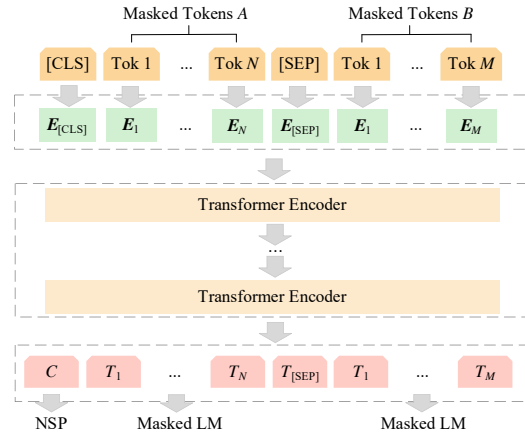 Masked Tokens A Masked Tokens B
[CLS] Tok 1 ... Tok N [SEP] Tok 1 ... Tok M
E[CLS] E1 ... EN E[SEP] E1 ... EM
Transformer Encoder
...
Transformer Encoder
C T1 ... TN T[SEP] T1 ... TM
NSP Masked LM Masked LM